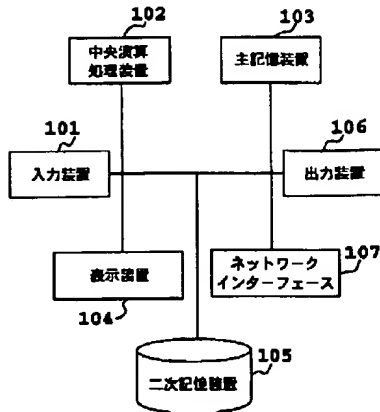 102
中央演算
処理装置
103
主記憶装置
101
入力装置
106
出力装置
表示装置
104
ネットワーク
インターフェース
107
105
二次記憶装置